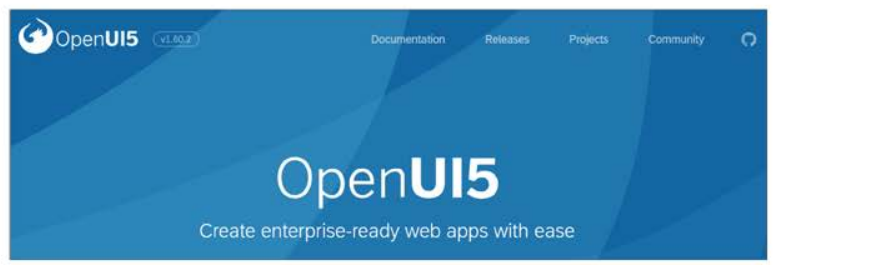 OpenUI5 v1.60.2 Documentation Releases Projects Community
OpenUI5
Create enterprise-ready web apps with ease